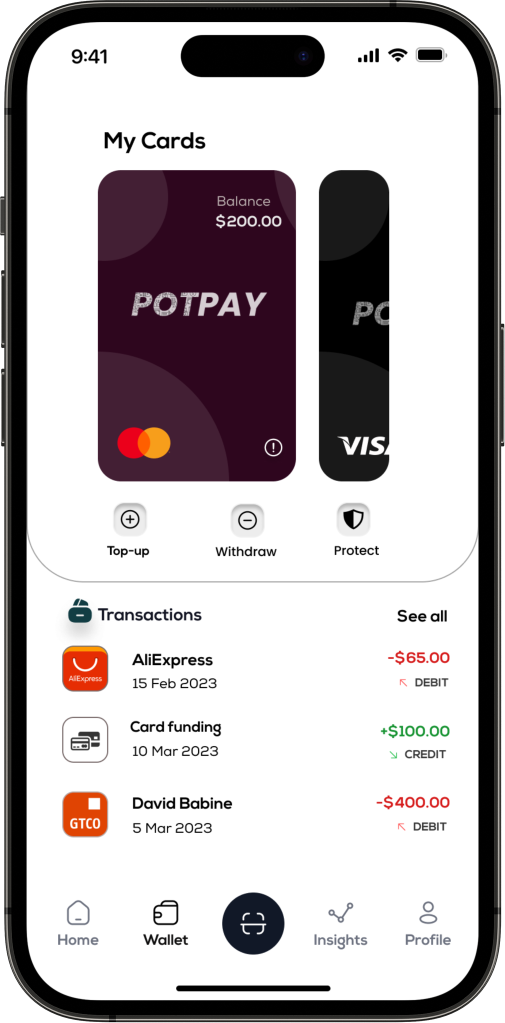 9:41
My Cards
Balance
$200.00
POTPAY
PO
VISA
Top-up
Withdraw
Protect
Transactions
See all
AliExpress
AliExpress
-$65.00
15 Feb 2023
DEBIT
Card funding
+$100.00
10 Mar 2023
CREDIT
GTCO
David Babine
-$400.00
5 Mar 2023
DEBIT
Home
Wallet
Insights
Profile